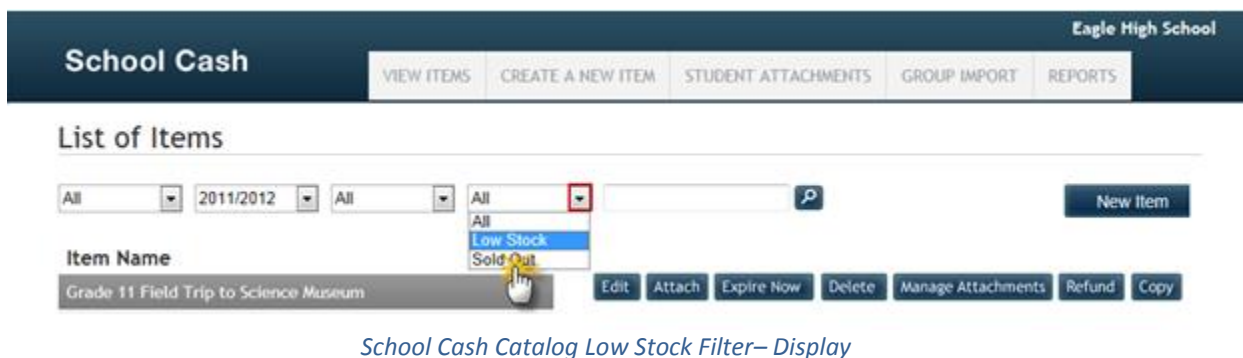 Eagle High School
School Cash
VIEW ITEMS CREATE A NEW ITEM STUDENT ATTACHMENTS GROUP IMPORT REPORTS
List of Items
All 2011/2012 All All New Item
All
Low Stock
Sold Out
Item Name
Grade 11 Field Trip to Science Museum Edit Attach Expire Now Delete Manage Attachments Refund Copy
School Cash Catalog Low Stock Filter– Display